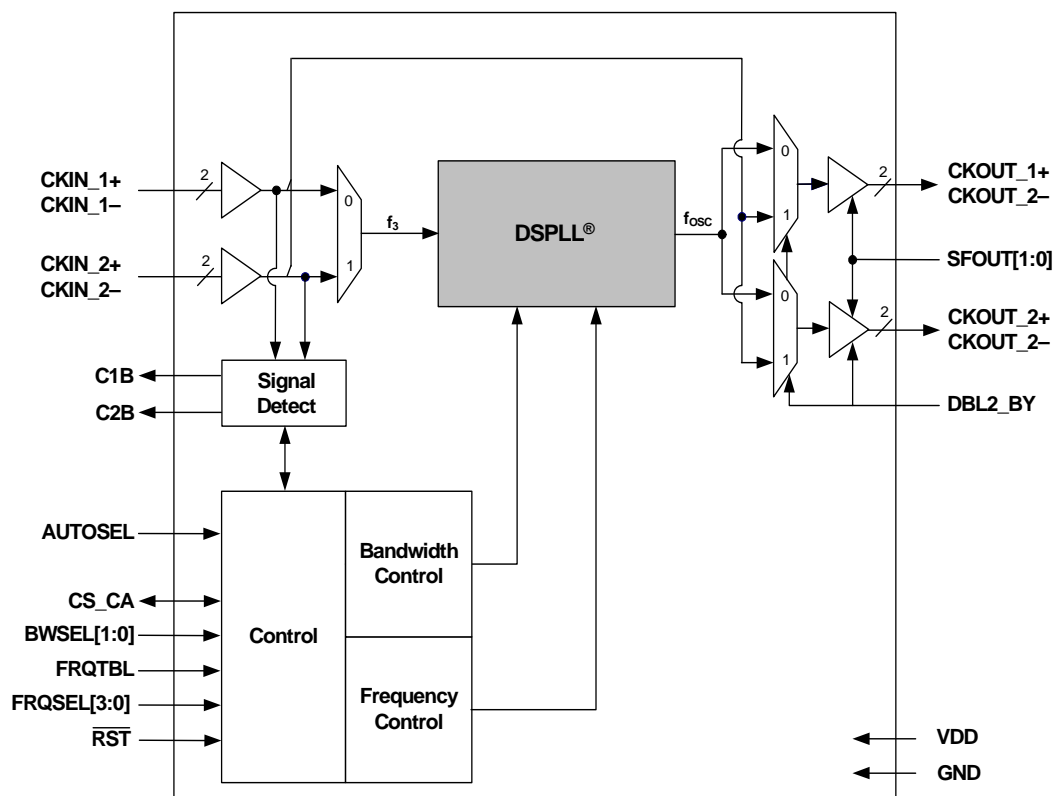 CKIN_1+
CKIN_1–
2
0
f3
DSPLL®
fOSC
0
1
2
CKOUT_1+
CKOUT_2–
CKIN_2+
CKIN_2–
2
1
SFOUT[1:0]
0
1
2
CKOUT_2+
CKOUT_2–
C1B
C2B
Signal
Detect
DBL2_BY
AUTOSEL
CS_CA
BWSEL[1:0]
FRQTBL
FRQSEL[3:0]
RST
Control
Bandwidth
Control
Frequency
Control
VDD
GND